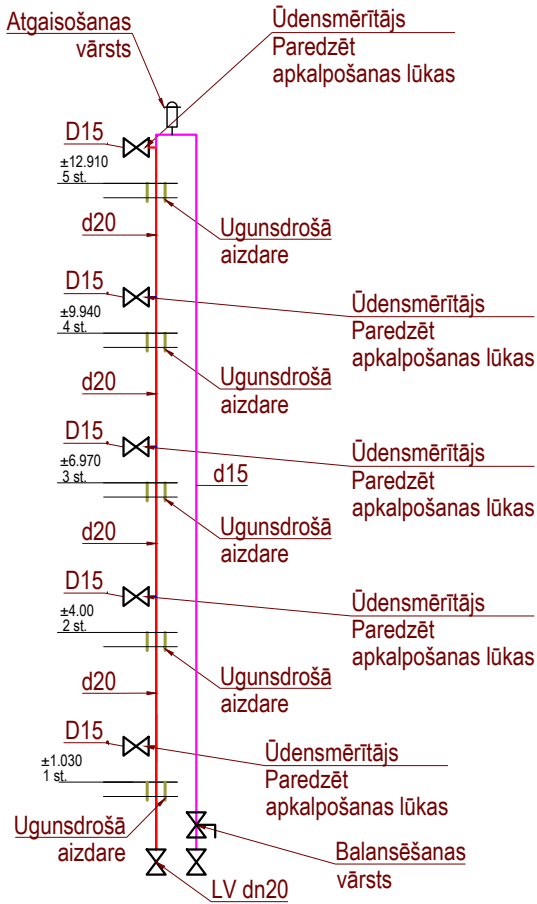 Atgaisošanas
vārsts
Ūdensmērītājs
Paredzēt
apkalpošanas lūkas
D15
±12.910
5 st.
Ugunsdrošā
aizdare
d20
D15
Ūdensmērītājs
Paredzēt
apkalpošanas lūkas
±9.940
4 st.
Ugunsdrošā
aizdare
d20
D15
Ūdensmērītājs
Paredzēt
apkalpošanas lūkas
±6.970
3 st.
d15
Ugunsdrošā
aizdare
d20
D15
Ūdensmērītājs
Paredzēt
apkalpošanas lūkas
±4.00
2 st.
Ugunsdrošā
aizdare
d20
D15
Ūdensmērītājs
Paredzēt
apkalpošanas lūkas
±1.030
1 st.
Ugunsdrošā
aizdare
Balansēšanas
vārsts
LV dn20